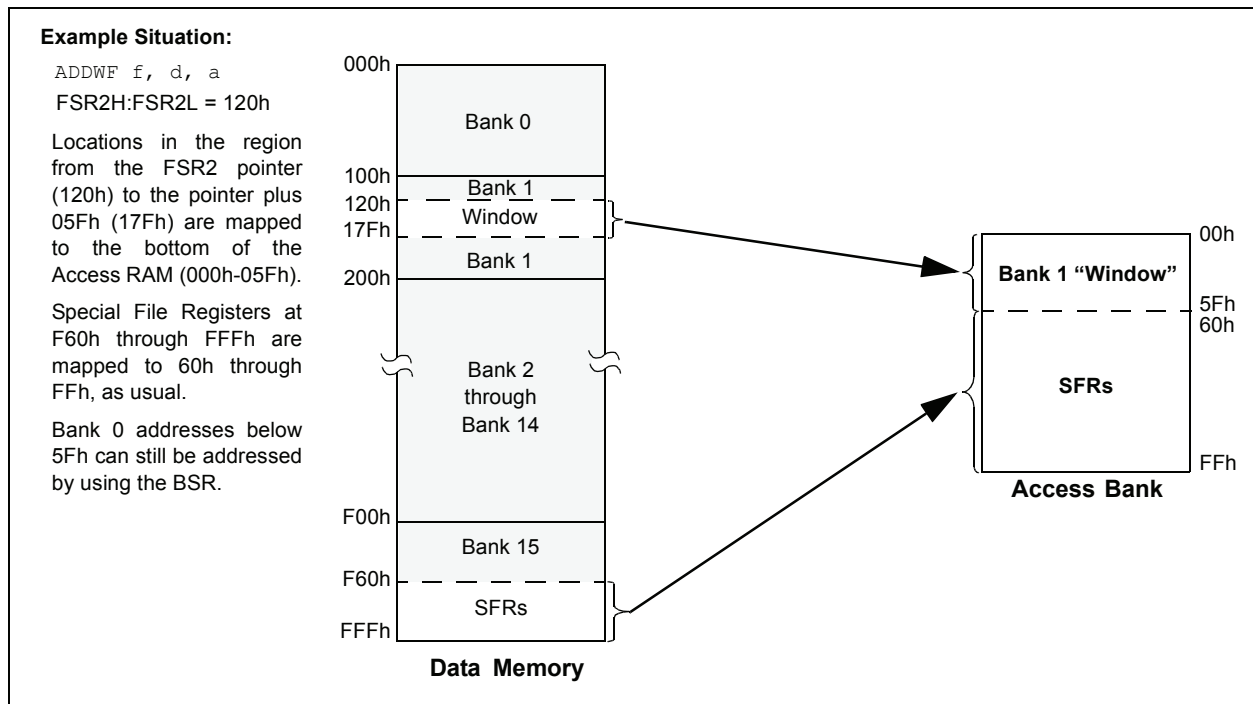 Example Situation:
ADDWF f, d, a
FSR2H:FSR2L = 120h
Locations in the region
from the FSR2 pointer
(120h) to the pointer plus
05Fh (17Fh) are mapped
to the bottom of the
Access RAM (000h-05Fh).
Special File Registers at
F60h through FFFh are
mapped to 60h through
FFh, as usual.
Bank 0 addresses below
5Fh can still be addressed
by using the BSR.
000h
Bank 0
100h
Bank 1
120h
Window
17Fh
Bank 1
200h
Bank 2
through
Bank 14
F00h
Bank 15
F60h
SFRs
FFFh
Data Memory
00h
Bank 1 “Window”
5Fh
60h
SFRs
FFh
Access Bank